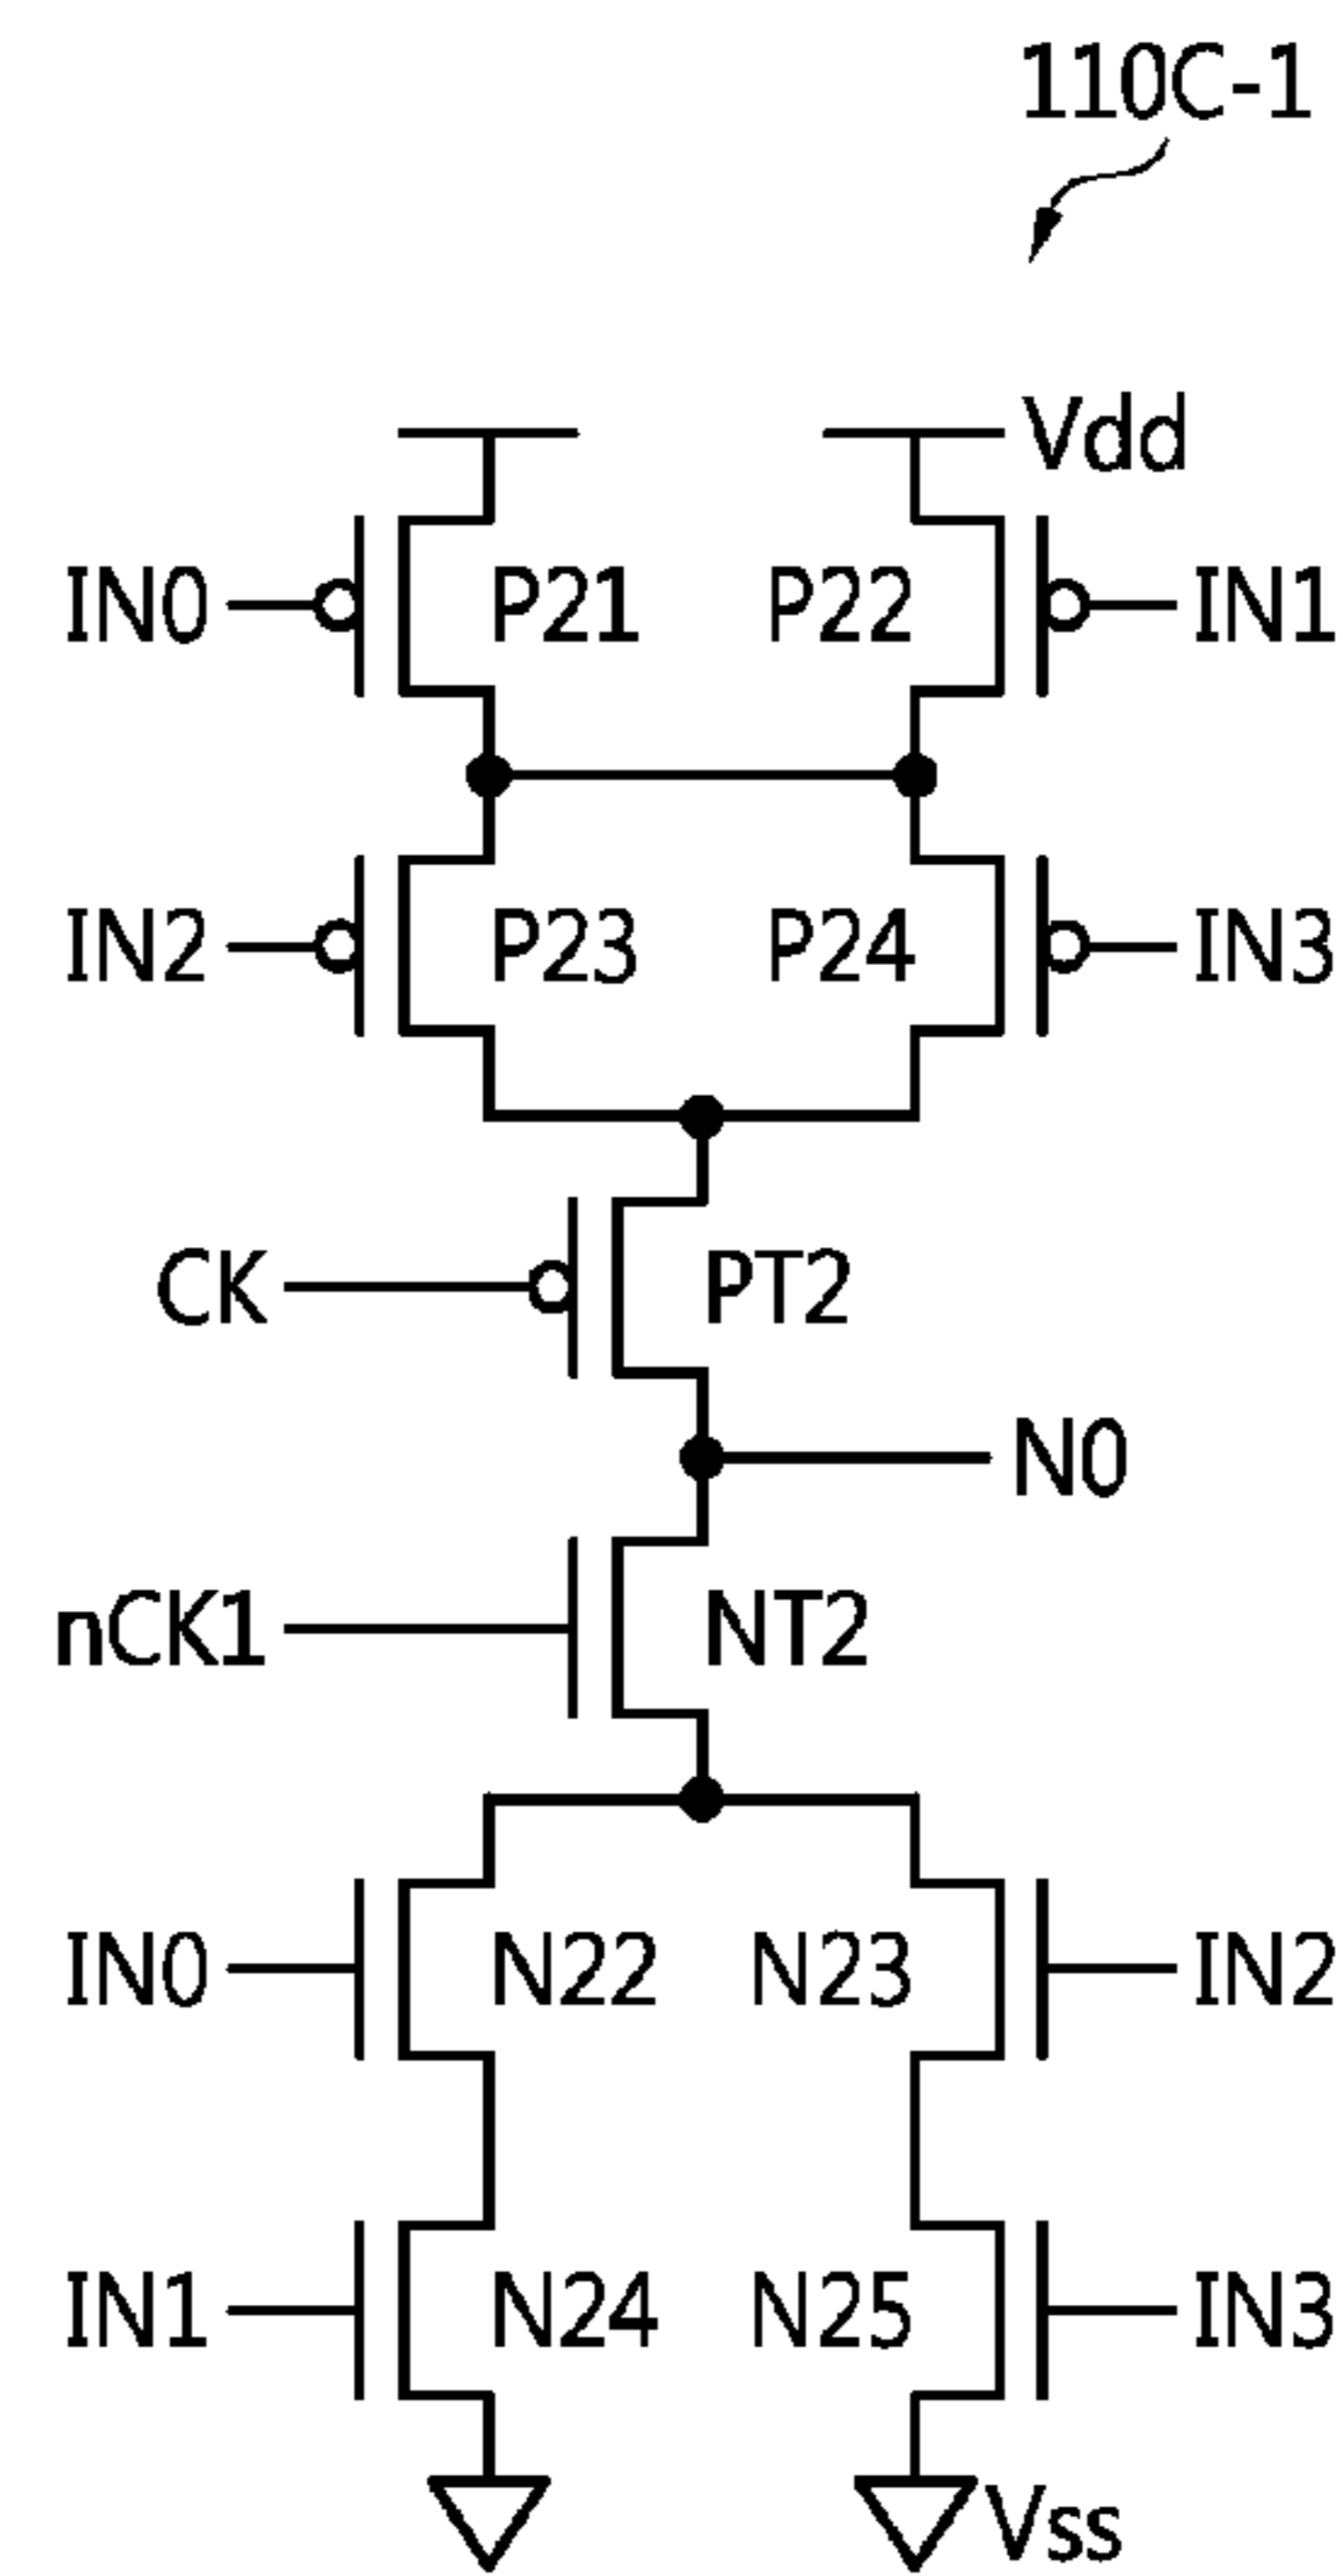 110C-1
Vdd
IN0 P21 P22 IN1
IN2 P23 P24 IN3
CK PT2
N0
nCK1 NT2
IN0 N22 N23 IN2
IN1 N24 N25 IN3
Vss